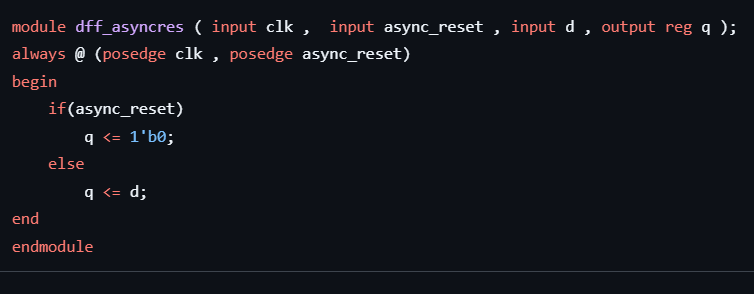 module dff_asyncres ( input clk ,  input async_reset , input d , output reg q );
always @ (posedge clk , posedge async_reset)
begin
    if(async_reset)
        q <= 1'b0;
    else
        q <= d;
end
endmodule